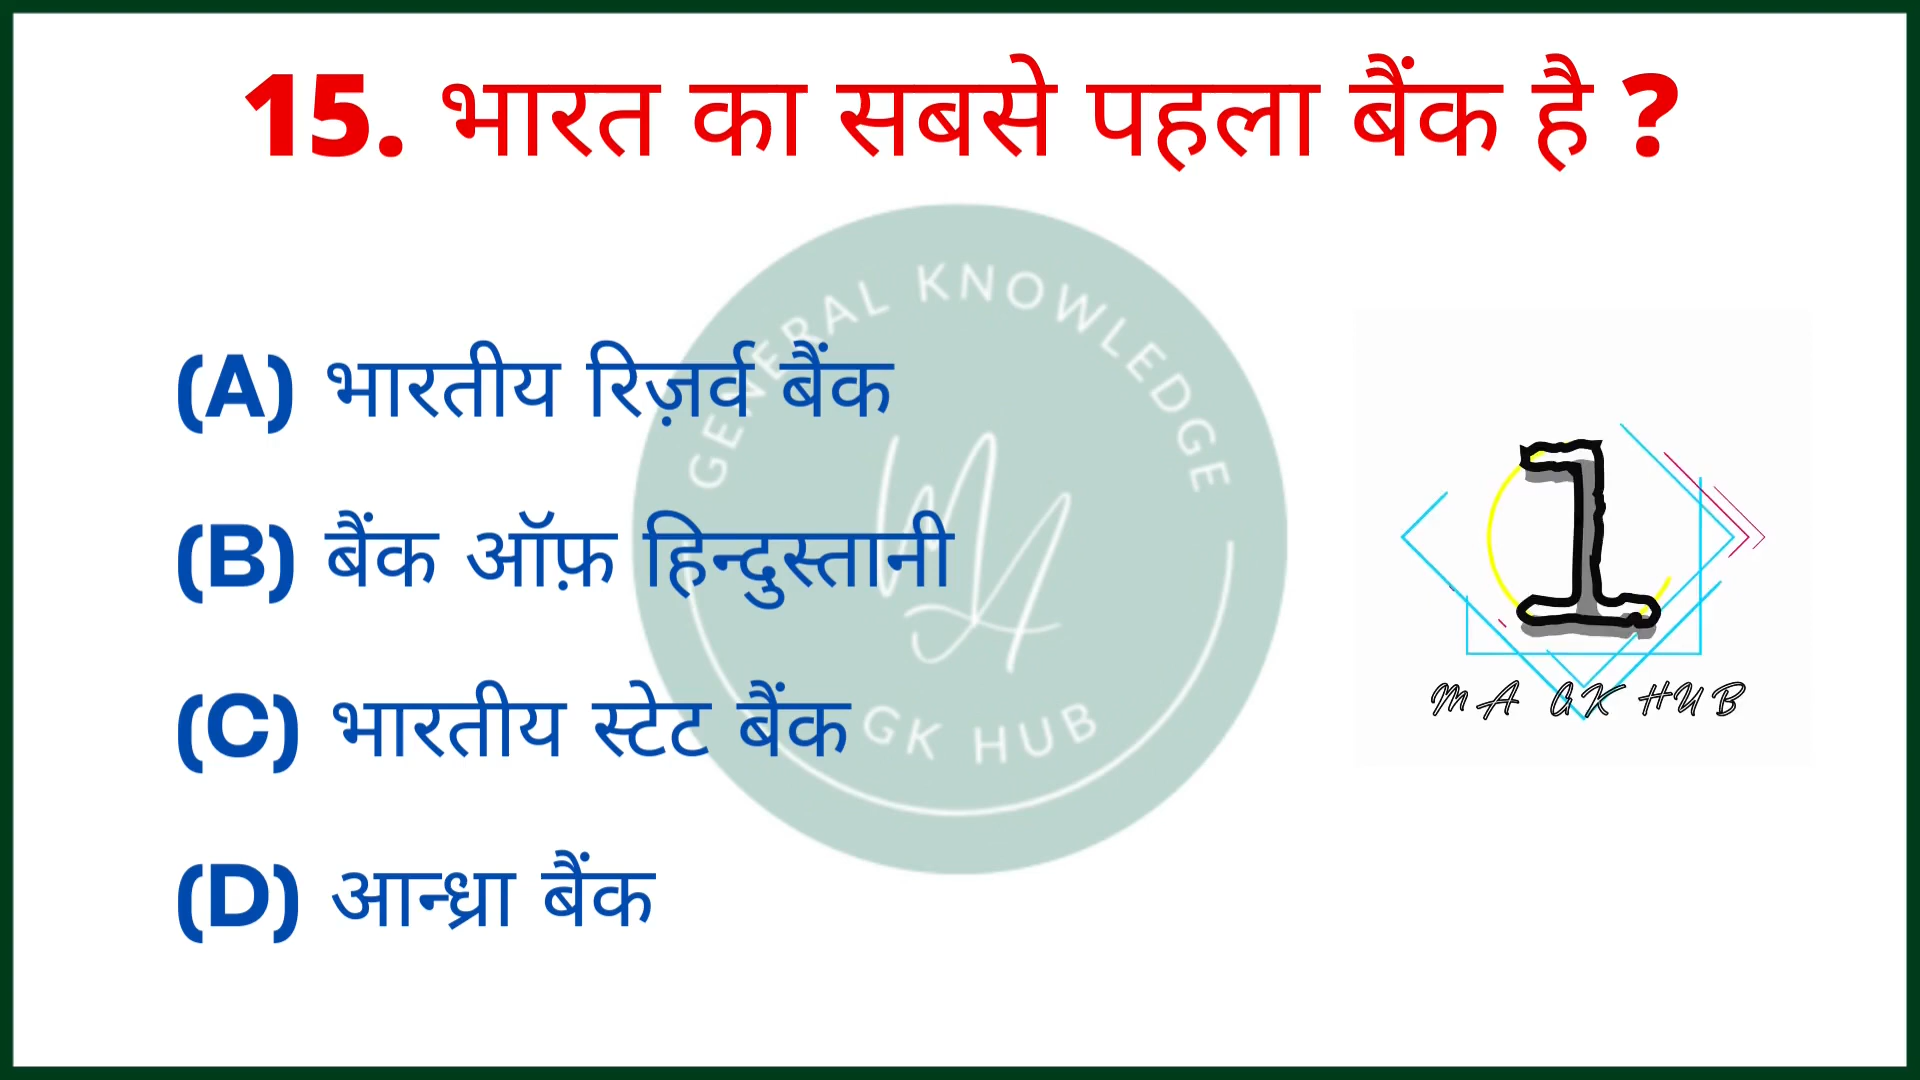 15. भारत का सबसे पहला बैंक है ?
GENERAL KNOWLEDGE
(A) भारतीय रिज़र्व बैंक
MA
(B) बैंक ऑफ़ हिन्दुस्तानी
1
(C) भारतीय स्टेट बैंक
GK HUB
MA GK HUB
(D) आन्ध्रा बैंक